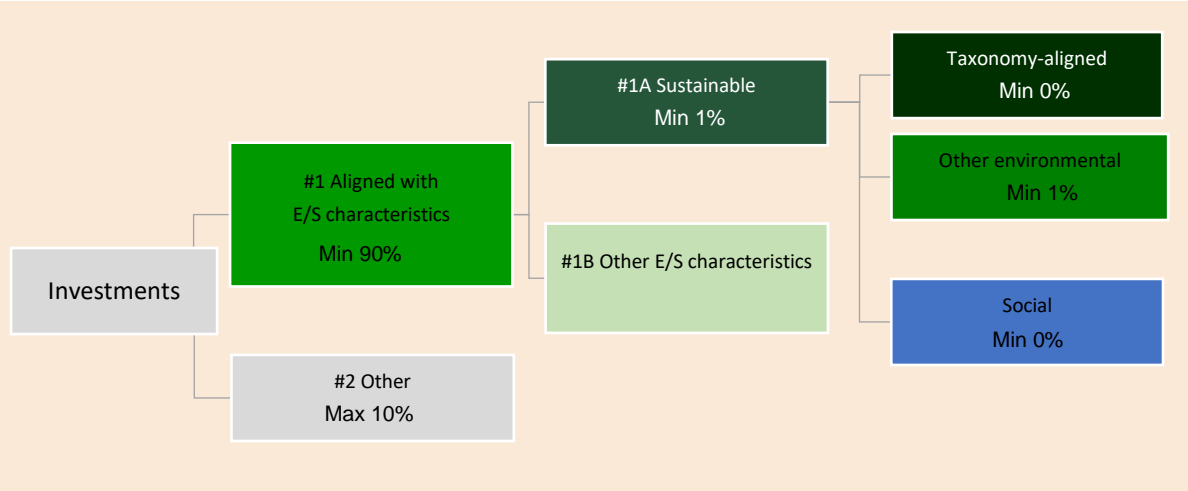 Investments
#1 Aligned with
E/S characteristics
Min 90%
#2 Other
Max 10%
#1A Sustainable
Min 1%
#1B Other E/S characteristics
Taxonomy-aligned
Min 0%
Other environmental
Min 1%
Social
Min 0%